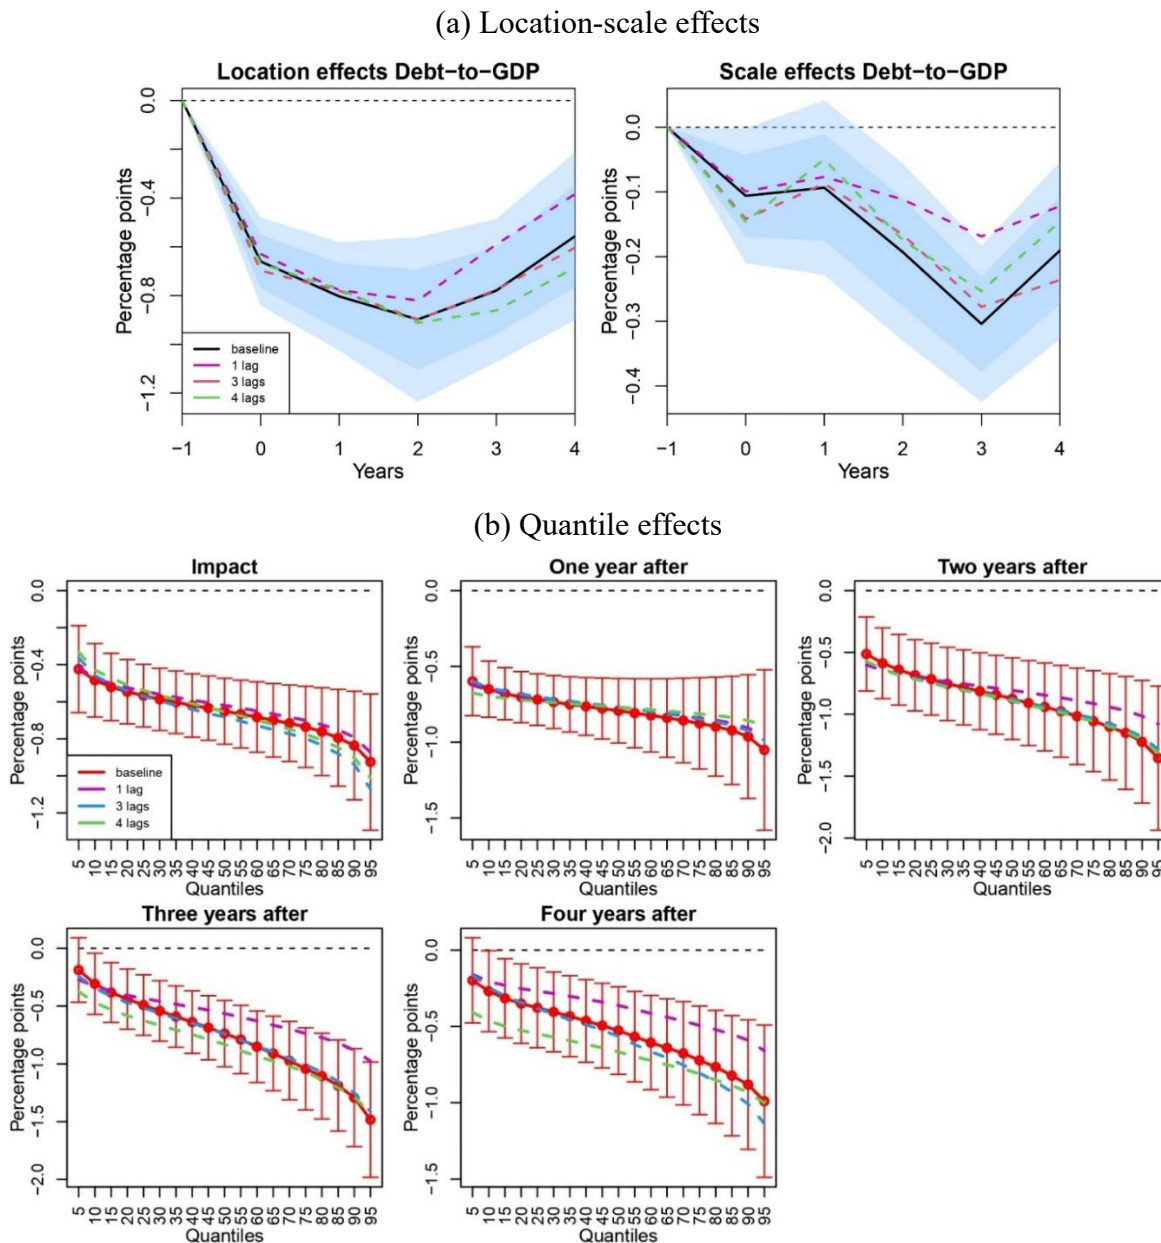 (a) Location-scale effects
Location effects Debt-to-GDP
Percentage points
0.0
−0.4
−0.8
−1.2
baseline
1 lag
3 lags
4 lags
−1 0 1 2 3 4
Years
Scale effects Debt-to-GDP
Percentage points
0.0
−0.1
−0.2
−0.3
−0.4
−1 0 1 2 3 4
Years
(b) Quantile effects
Impact
Percentage points
0.0
−0.4
−0.8
−1.2
baseline
1 lag
3 lags
4 lags
5 10 15 20 25 30 35 40 45 50 55 60 65 70 75 80 85 90 95
Quantiles
One year after
Percentage points
0.0
−0.5
−1.0
−1.5
5 10 15 20 25 30 35 40 45 50 55 60 65 70 75 80 85 90 95
Quantiles
Two years after
Percentage points
0.0
−0.5
−1.0
−1.5
−2.0
5 10 15 20 25 30 35 40 45 50 55 60 65 70 75 80 85 90 95
Quantiles
Three years after
Percentage points
0.0
−0.5
−1.0
−1.5
−2.0
5 10 15 20 25 30 35 40 45 50 55 60 65 70 75 80 85 90 95
Quantiles
Four years after
Percentage points
0.0
−0.5
−1.0
−1.5
5 10 15 20 25 30 35 40 45 50 55 60 65 70 75 80 85 90 95
Quantiles